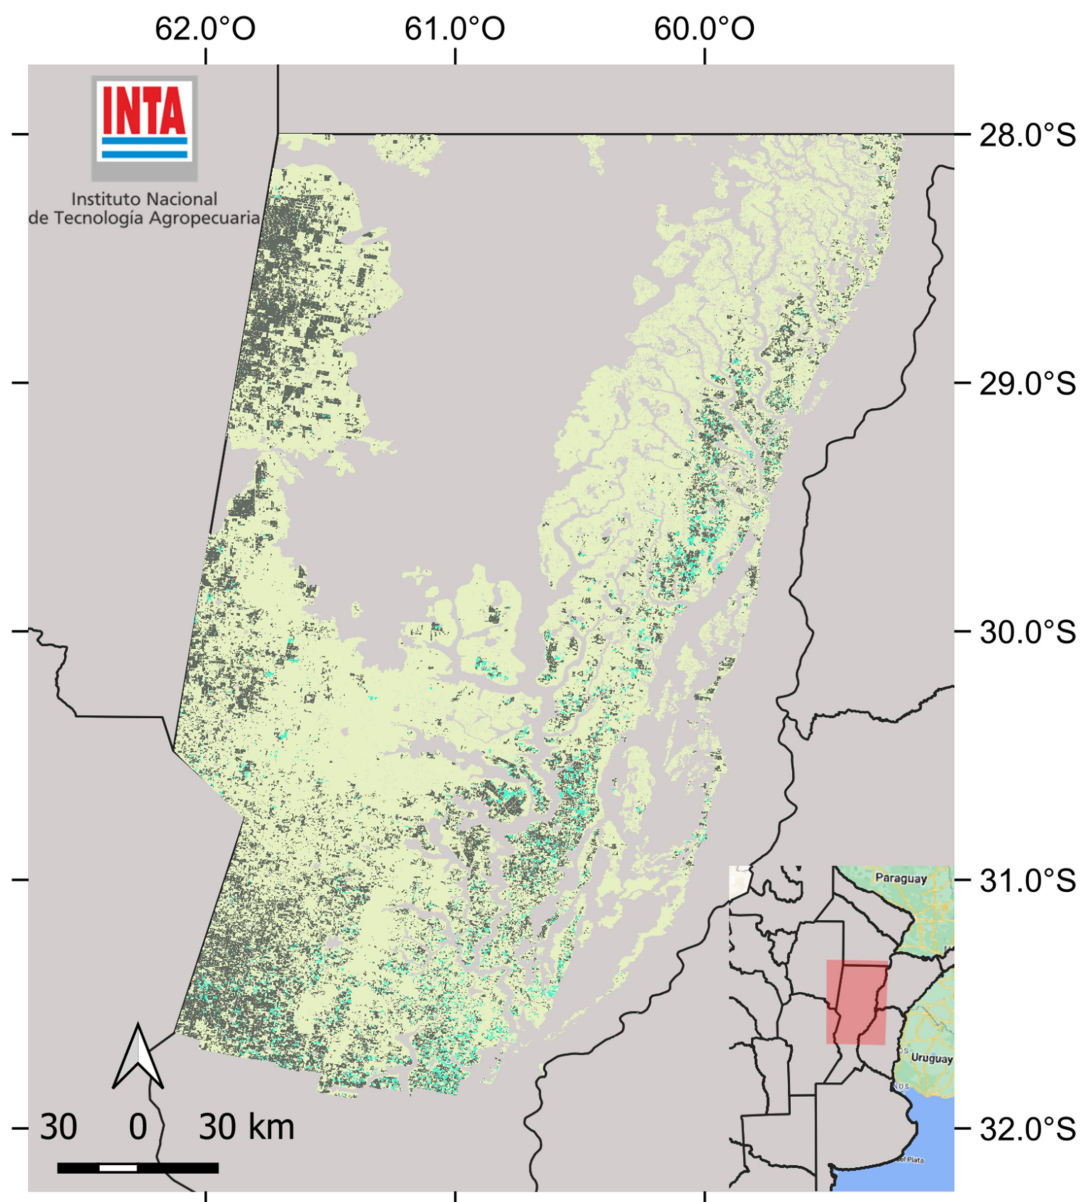 62.0°O 61.0°O 60.0°O
INTA
Instituto Nacional
de Tecnología Agropecuaria
28.0°S
29.0°S
30.0°S
31.0°S
32.0°S
30 0 30 km
Paraguay
Uruguay